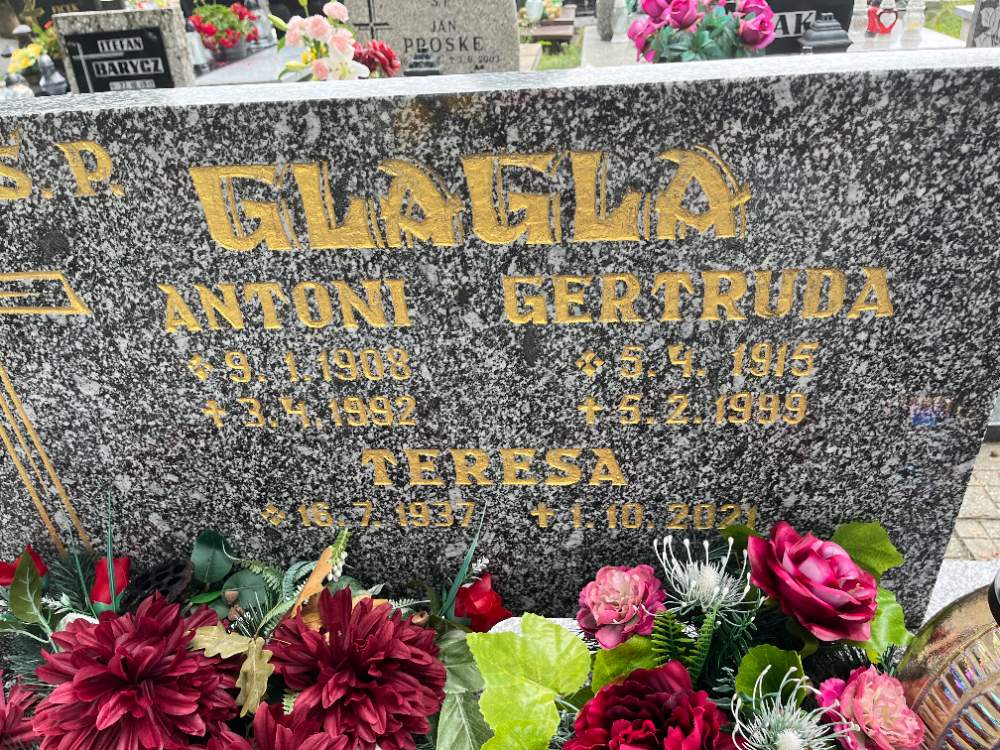 STEFAN
BARYCZ
Ś.P.
JAN
PROSKE
Ś.P.
GLAGLA
ANTONI GERTRUDA
9. 1. 1908 5. 4. 1915
+ 3. 4. 1992 + 5. 2. 1999
TERESA
16. 7. 1937 + 1. 10. 2021